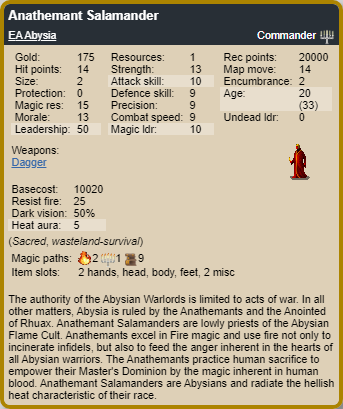 Anathemant Salamander
EA Abysia Commander
Gold: 175 Resources: 1 Rec points: 20000
Hit points: 14 Strength: 13 Map move: 14
Size: 2 Attack skill: 10 Encumbrance: 2
Protection: 0 Defence skill: 9 Age: 20
Magic res: 15 Precision: 9 (33)
Morale: 13 Combat speed: 9 Undead ldr: 0
Leadership: 50 Magic ldr: 10
Weapons:
Dagger
Basecost: 10020
Resist fire: 25
Dark vision: 50%
Heat aura: 5
(Sacred, wasteland-survival)
Magic paths: 2 1 9
Item slots: 2 hands, head, body, feet, 2 misc
The authority of the Abysian Warlords is limited to acts of war. In all
other matters, Abysia is ruled by the Anathemants and the Anointed
of Rhuax. Anathemant Salamanders are lowly priests of the Abysian
Flame Cult. Anathemants excel in Fire magic and use fire not only to
incinerate infidels, but also to feed the anger inherent in the hearts of
all Abysian warriors. The Anathemants practice human sacrifice to
empower their Master's Dominion by the magic inherent in human
blood. Anathemant Salamanders are Abysians and radiate the hellish
heat characteristic of their race.